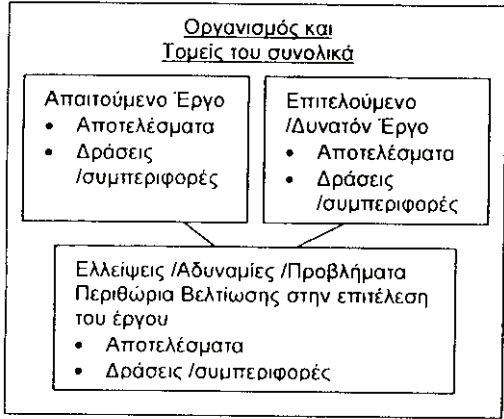 Οργανισμός και
Τομείς του συνολικά
Απαιτούμενο Έργο
• Αποτελέσματα
• Δράσεις
/συμπεριφορές
Επιτελούμενο
/Δυνατόν Έργο
• Αποτελέσματα
• Δράσεις
/συμπεριφορές
Ελλείψεις /Αδυναμίες /Προβλήματα
Περιθώρια Βελτίωσης στην επιτέλεση
του έργου
• Αποτελέσματα
• Δράσεις /συμπεριφορές